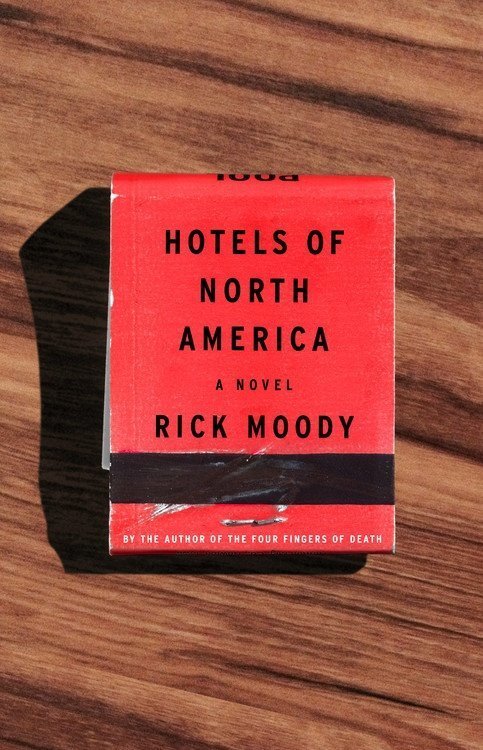 HOTELS OF
NORTH
AMERICA
A NOVEL
RICK MOODY
BY THE AUTHOR OF THE FOUR FINGERS OF DEATH